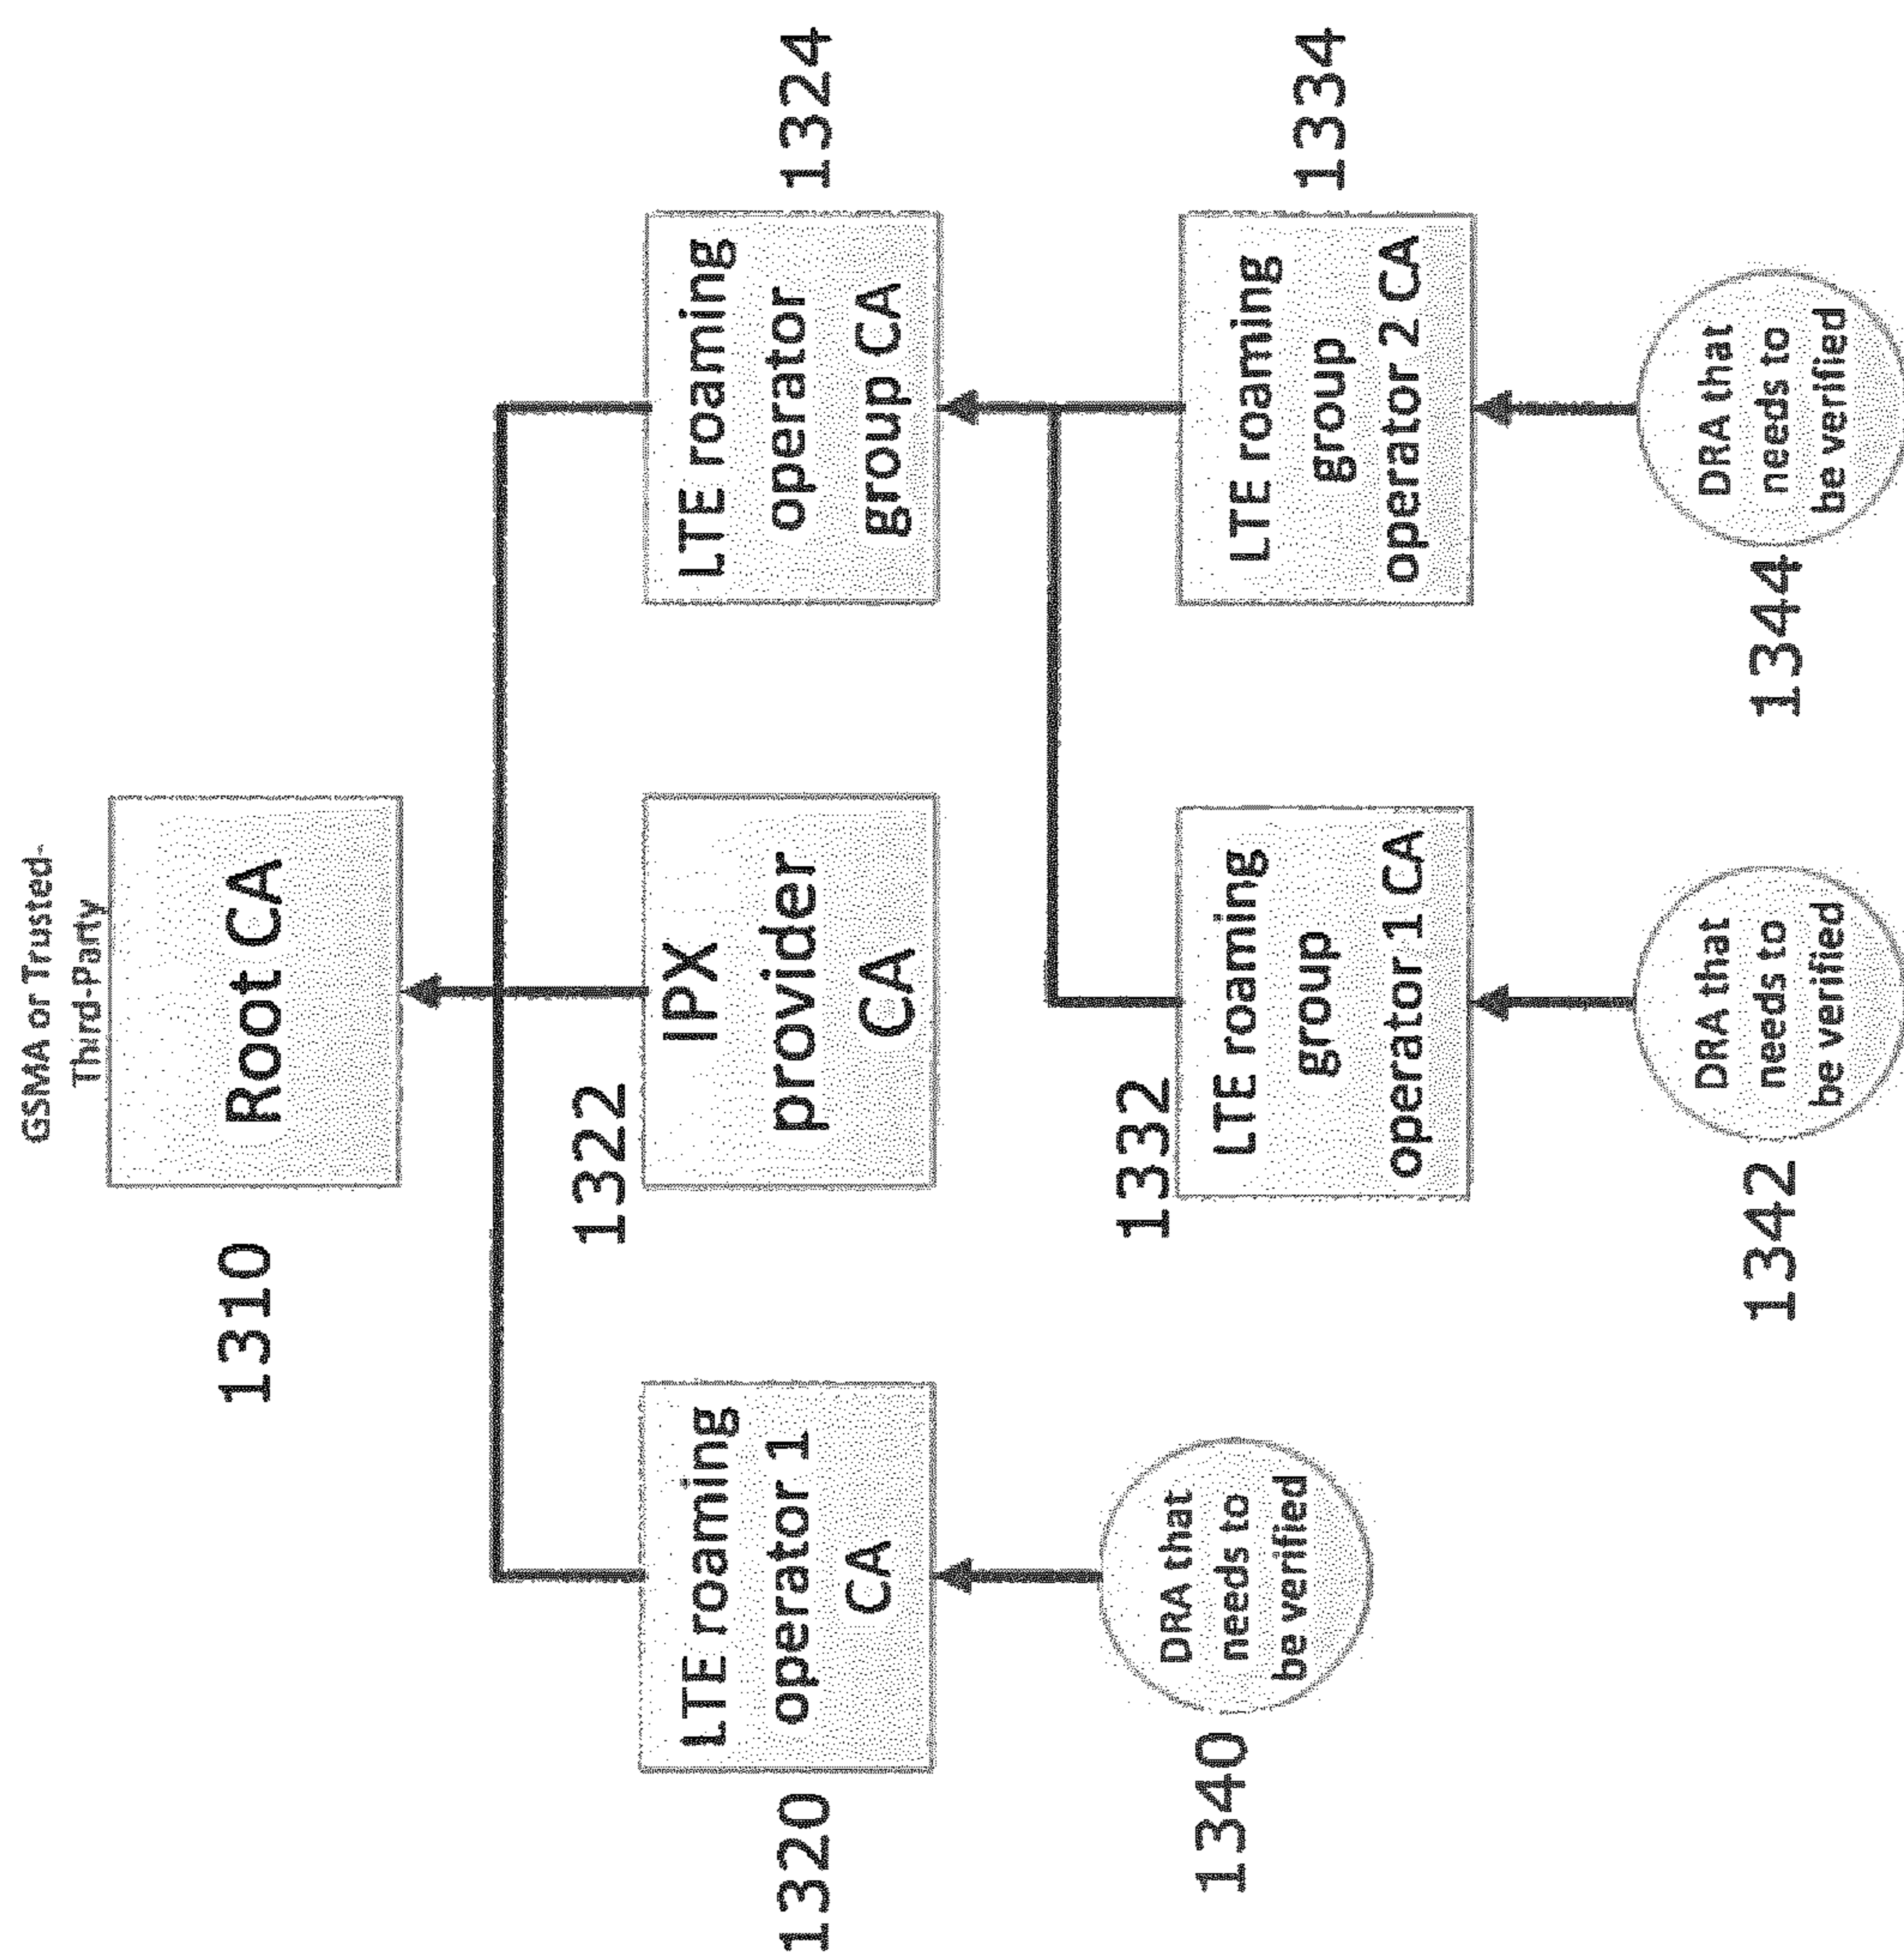 GSMA or Trusted-
Third-Party
Root CA
1310
LTE roaming
operator 1
CA
1320
IPX
provider
CA
1322
LTE roaming
operator
group CA
1324
DRA that
needs to
be verified
1340
LTE roaming
group
operator 1 CA
1332
LTE roaming
group
operator 2 CA
1334
DRA that
needs to
be verified
1342
DRA that
needs to
be verified
1344